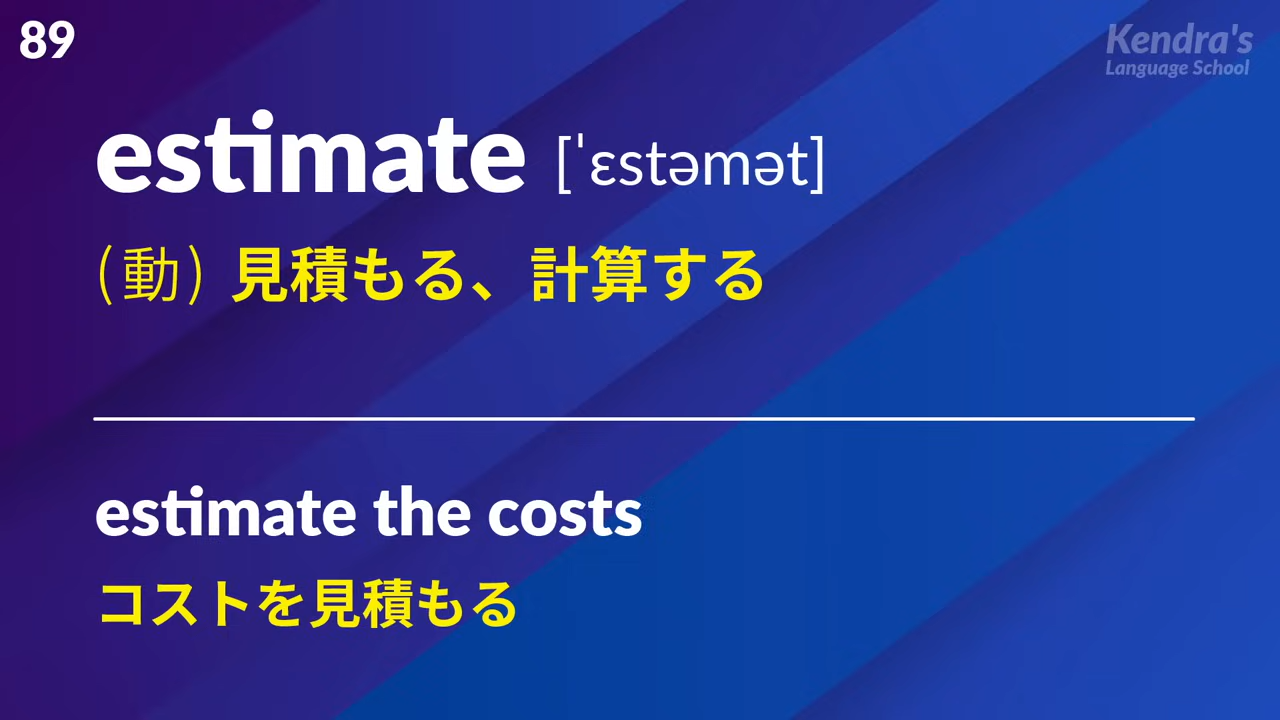 89
Kendra's
Language School
estimate [ˈɛstəmət]
(動) 見積もる、計算する
estimate the costs
コストを見積もる